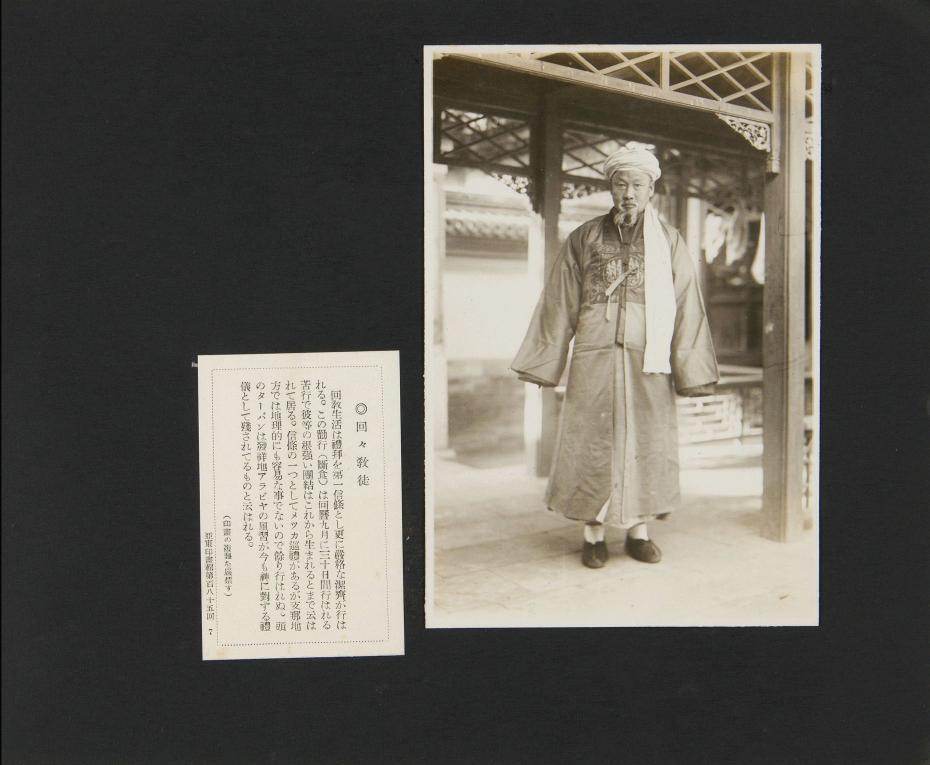 ◎回々教徒
回教生活は禮拜を第一信條とし更に嚴格な潔齊が行は
れる。この勤行(斷食)は回曆九月に三十日間行はれる
苦行で彼等の根强い團結はこれから生まれるとまで云は
れて居る。信條の一つとしてメツカ巡禮があるが支那地
方では地理的にも容易な事でないので餘り行はれぬ。頭
のターバンは發祥地アラビヤの風習が今も神に對する禮
儀として殘されてるものと云はれる。
(印畫の複製を嚴禁す)
亞東印畫輯第百八十五回 7